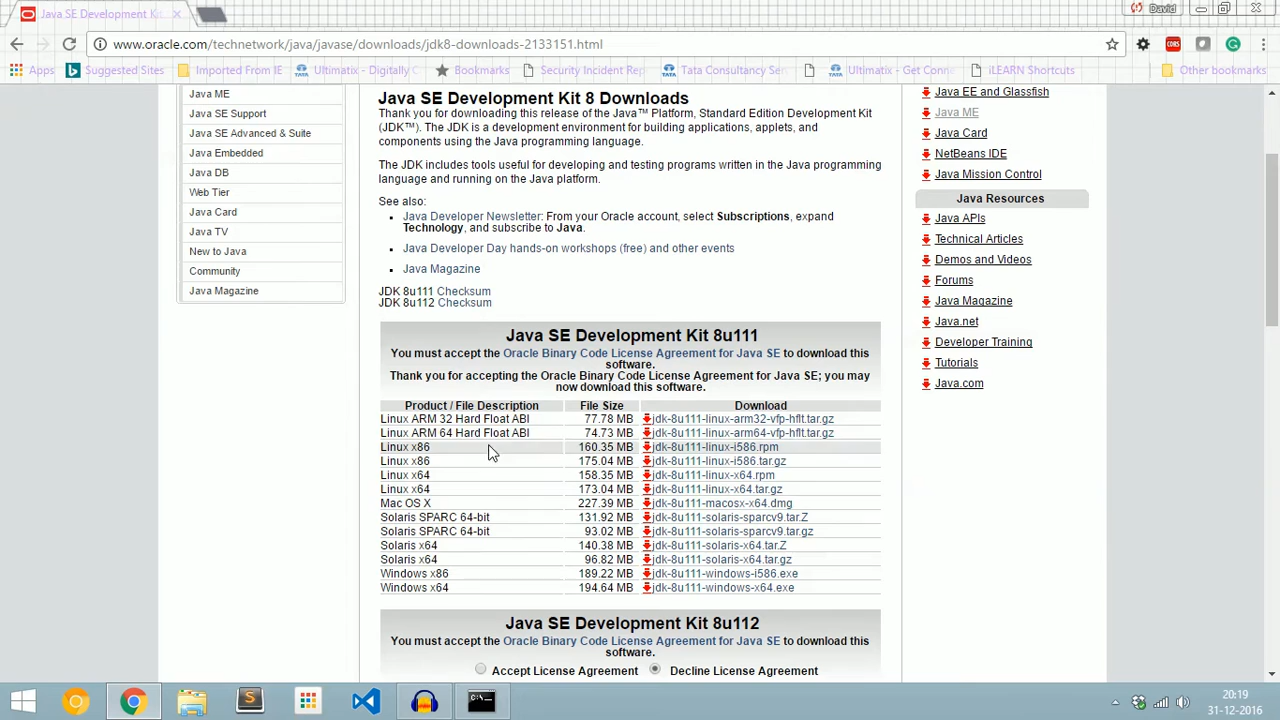 Java SE Development Kit
David
www.oracle.com/technetwork/java/javase/downloads/jdk8-downloads-2133151.html
Apps
Suggested Sites
Imported From IE
Ultimatix - Digitally C
Bookmarks
Security Incident Rep
Tata Consultancy Serv
Ultimatix - Get Conne
iLEARN Shortcuts
Other bookmarks
Java ME
Java SE Support
Java SE Advanced & Suite
Java Embedded
Java DB
Web Tier
Java Card
Java TV
New to Java
Community
Java Magazine
Java SE Development Kit 8 Downloads
Thank you for downloading this release of the Java™ Platform, Standard Edition Development Kit
(JDK™). The JDK is a development environment for building applications, applets, and
components using the Java programming language.
The JDK includes tools useful for developing and testing programs written in the Java programming
language and running on the Java platform.
See also:
Java Developer Newsletter: From your Oracle account, select Subscriptions, expand
Technology, and subscribe to Java.
Java Developer Day hands-on workshops (free) and other events
Java Magazine
JDK 8u111 Checksum
JDK 8u112 Checksum
Java SE Development Kit 8u111
You must accept the Oracle Binary Code License Agreement for Java SE to download this
software.
Thank you for accepting the Oracle Binary Code License Agreement for Java SE; you may
now download this software.
Product / File Description File Size Download
Linux ARM 32 Hard Float ABI 77.78 MB jdk-8u111-linux-arm32-vfp-hflt.tar.gz
Linux ARM 64 Hard Float ABI 74.73 MB jdk-8u111-linux-arm64-vfp-hflt.tar.gz
Linux x86 160.35 MB jdk-8u111-linux-i586.rpm
Linux x86 175.04 MB jdk-8u111-linux-i586.tar.gz
Linux x64 158.35 MB jdk-8u111-linux-x64.rpm
Linux x64 173.04 MB jdk-8u111-linux-x64.tar.gz
Mac OS X 227.39 MB jdk-8u111-macosx-x64.dmg
Solaris SPARC 64-bit 131.92 MB jdk-8u111-solaris-sparcv9.tar.Z
Solaris SPARC 64-bit 93.02 MB jdk-8u111-solaris-sparcv9.tar.gz
Solaris x64 140.38 MB jdk-8u111-solaris-x64.tar.Z
Solaris x64 96.82 MB jdk-8u111-solaris-x64.tar.gz
Windows x86 189.22 MB jdk-8u111-windows-i586.exe
Windows x64 194.64 MB jdk-8u111-windows-x64.exe
Java SE Development Kit 8u112
You must accept the Oracle Binary Code License Agreement for Java SE to download this
software.
Accept License Agreement Decline License Agreement
Java EE and Glassfish
Java ME
Java Card
NetBeans IDE
Java Mission Control
Java Resources
Java APIs
Technical Articles
Demos and Videos
Forums
Java Magazine
Java.net
Developer Training
Tutorials
Java.com
20:19
31-12-2016